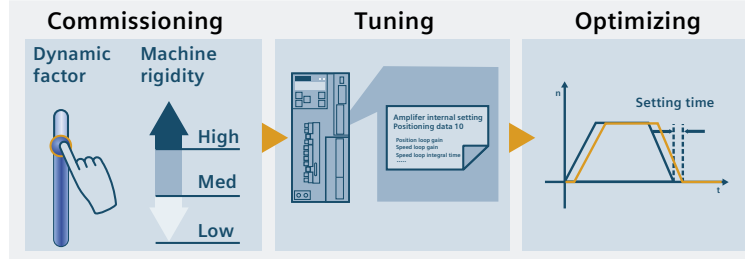 Commissioning
Dynamic
factor
Machine
rigidity
High
Med
Low
Tuning
Amplifer internal setting
Positioning data 10
Position loop gain
Speed loop gain
Speed loop integral time
.....
Optimizing
n
Setting time
t